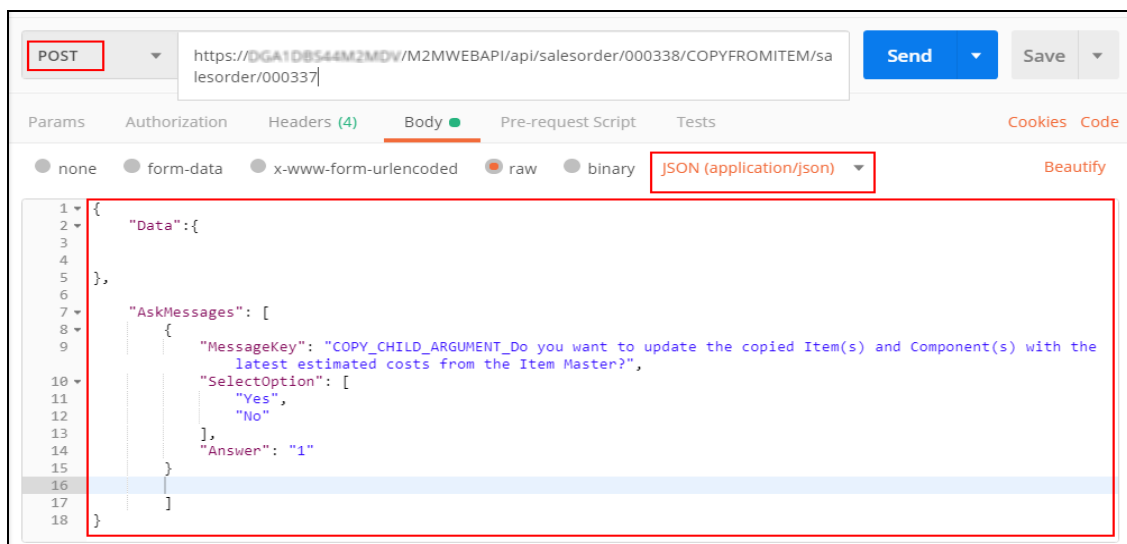 POST
https:///M2MWEBAPI/api/salesorder/000338/COPYFROMITEM/sa
lesorder/000337
Send
Save
Params Authorization Headers (4) Body Pre-request Script Tests Cookies Code
none form-data x-www-form-urlencoded raw binary JSON (application/json) Beautify
1 {
2 "Data":{
3
4
5 },
6
7 "AskMessages": [
8 {
9 "MessageKey": "COPY_CHILD_ARGUMENT_Do you want to update the copied Item(s) and Component(s) with the
latest estimated costs from the Item Master?",
10 "SelectOption": [
11 "Yes",
12 "No"
13 ],
14 "Answer": "1"
15 }
16
17 ]
18 }